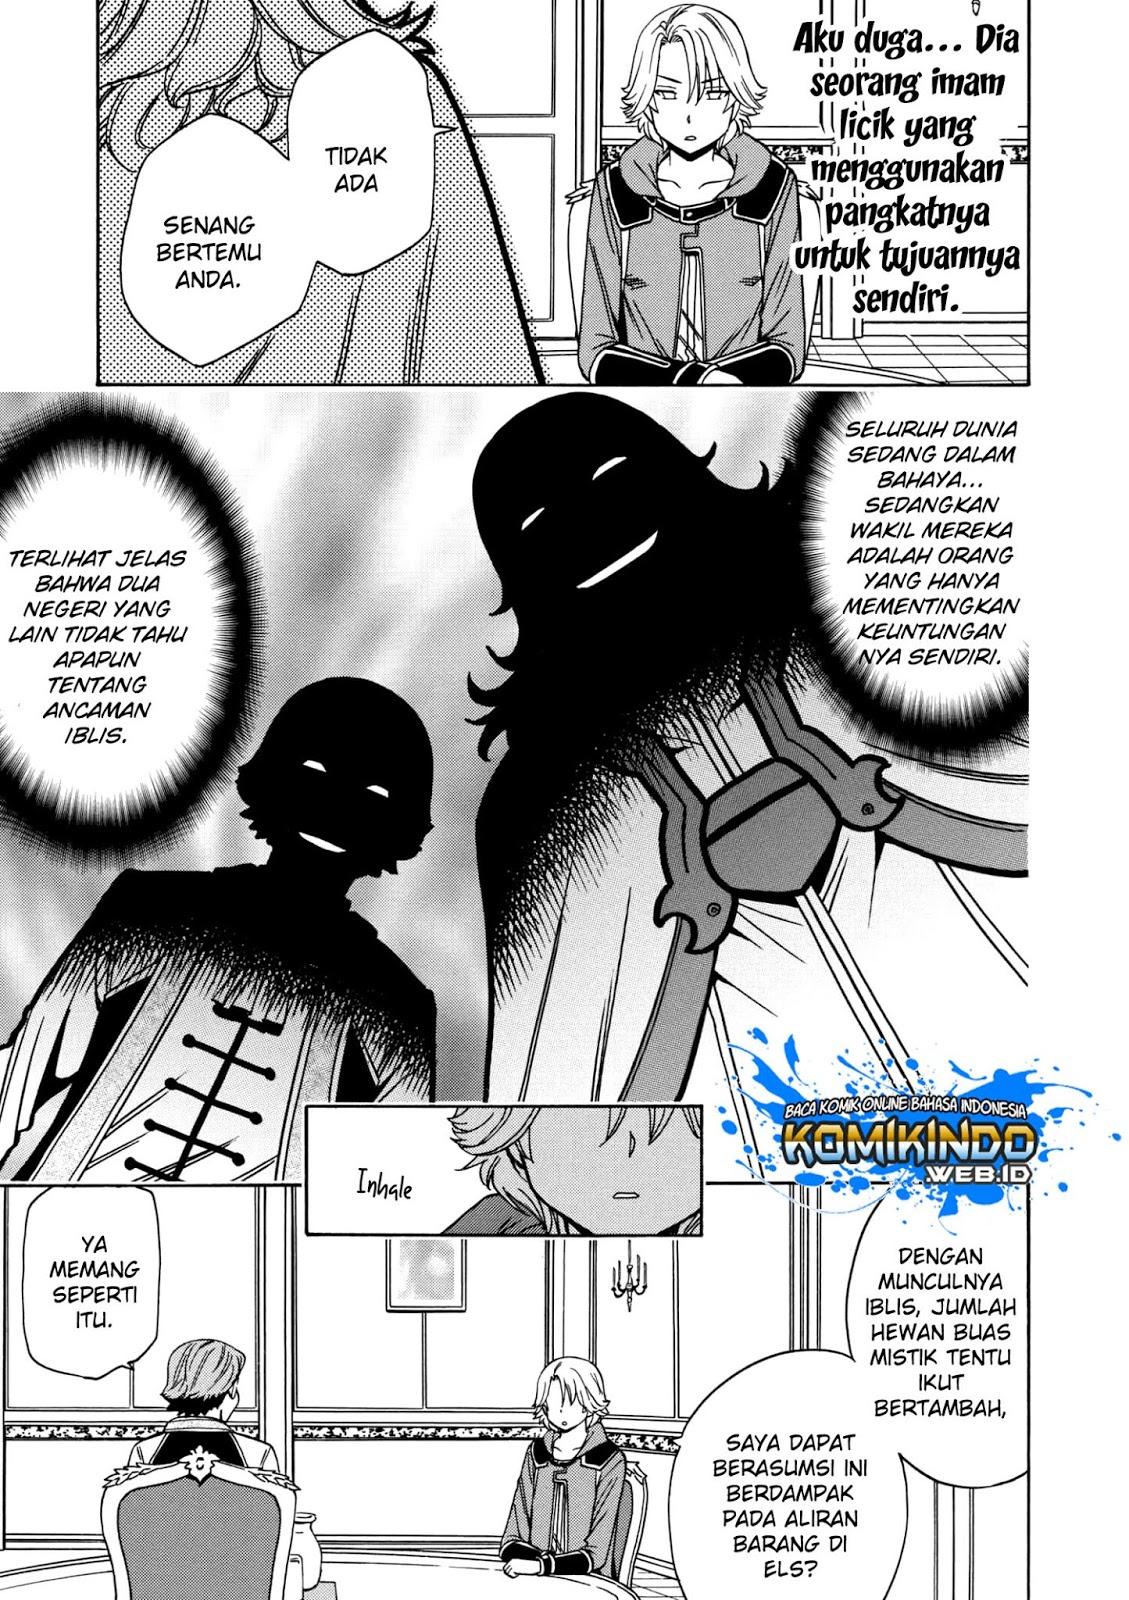 Aku duga... Dia
seorang imam
licik yang
menggunakan
pangkatnya
untuk tujuannya
sendiri.
TIDAK
ADA
SENANG
BERTEMU
ANDA.
SELURUH DUNIA
SEDANG DALAM
BAHAYA...
SEDANGKAN
WAKIL MEREKA
ADALAH ORANG
YANG HANYA
MEMENTINGKAN
KEUNTUNGAN
NYA SENDIRI.
TERLIHAT JELAS
BAHWA DUA
NEGERI YANG
LAIN TIDAK TAHU
APAPUN
TENTANG
ANCAMAN
IBLIS.
BACA KOMIK ONLINE BAHASA INDONESIA
KOMIKINDO
.WEB.ID
Inhale
DENGAN
MUNCULNYA
IBLIS, JUMLAH
HEWAN BUAS
MISTIK TENTU
IKUT
BERTAMBAH,
SAYA DAPAT
BERASUMSI INI
BERDAMPAK
PADA ALIRAN
BARANG DI
ELS?
YA
MEMANG
SEPERTI
ITU.